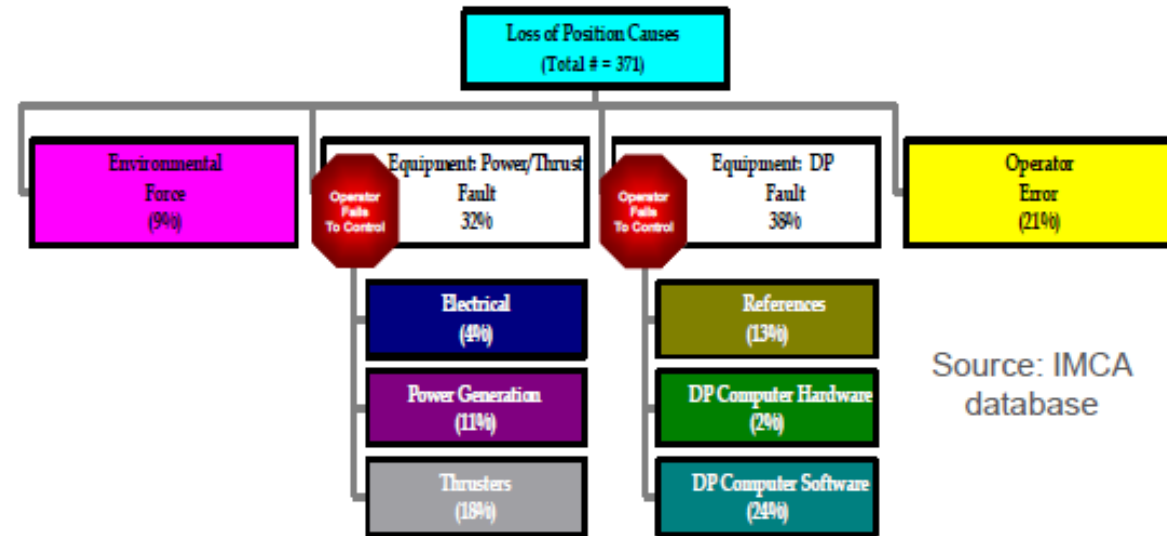 Loss of Position Causes
(Total # = 371)
Environmental
Force
(9%)
Operator
Fails
To Control
Equipment: Power/Thrust
Fault
32%
Operator
Fails
To Control
Equipment: DP
Fault
38%
Operator
Error
(21%)
Electrical
(4%)
References
(13%)
Power Generation
(11%)
DP Computer Hardware
(2%)
Thrusters
(18%)
DP Computer Software
(24%)
Source: IMCA
database